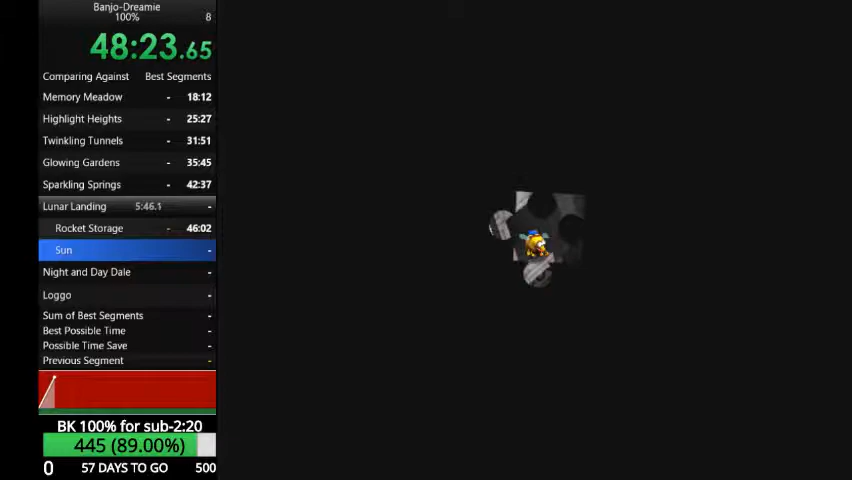 Banjo-Dreamie
100% 8
48:23.65
Comparing Against Best Segments
Memory Meadow - 18:12
Highlight Heights - 25:27
Twinkling Tunnels - 31:51
Glowing Gardens - 35:45
Sparkling Springs - 42:37
Lunar Landing 5:46.1 -
Rocket Storage - 46:02
Sun -
Night and Day Dale -
Loggo -
Sum of Best Segments -
Best Possible Time -
Possible Time Save -
Previous Segment -
BK 100% for sub-2:20
445 (89.00%)
0 57 DAYS TO GO 500